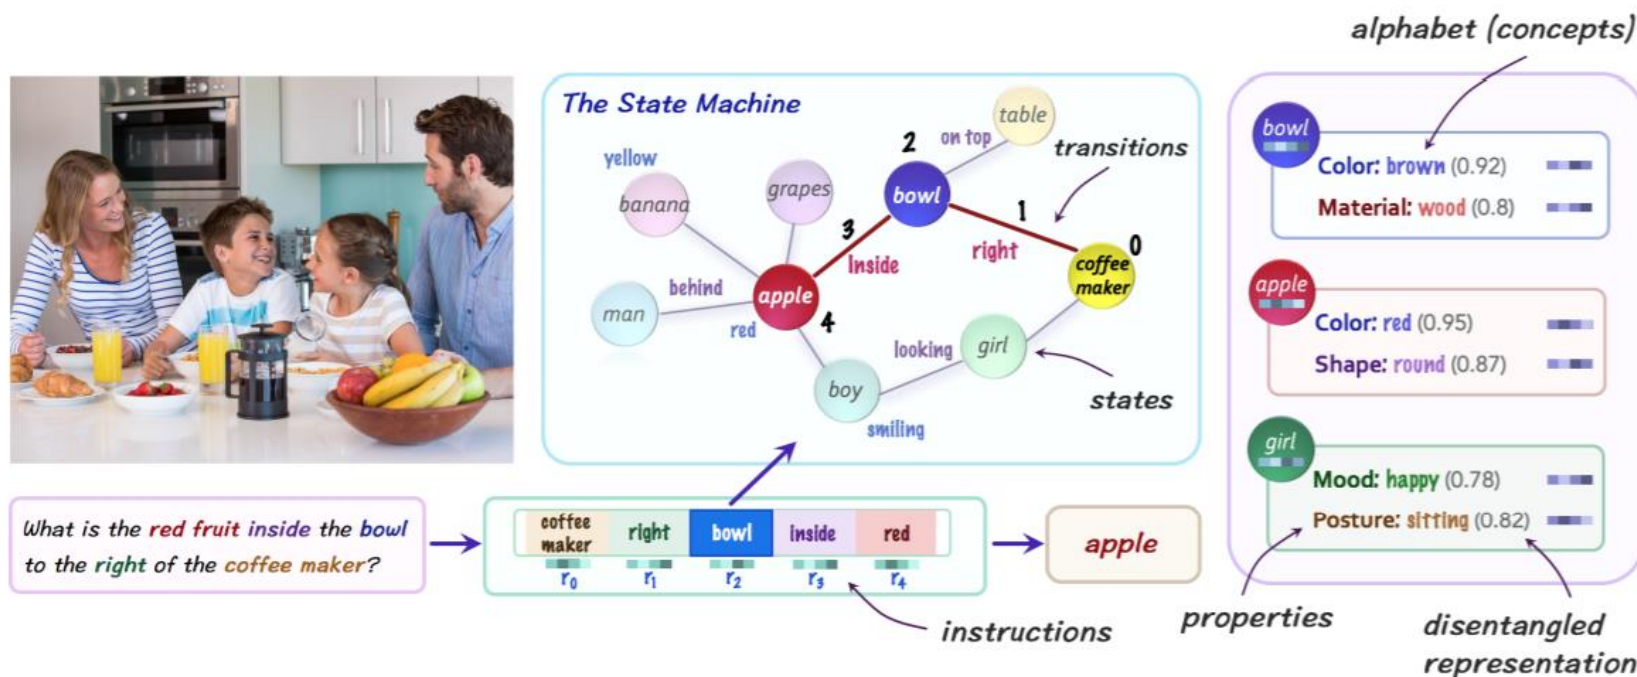 alphabet (concepts)
The State Machine
table
on top
2
transitions
yellow
grapes
bowl
banana
1
3
right
0
Inside
coffee
maker
behind
apple
man
red
4
looking
girl
boy
states
smiling
bowl
Color: brown (0.92)
Material: wood (0.8)
apple
Color: red (0.95)
Shape: round (0.87)
girl
Mood: happy (0.78)
Posture: sitting (0.82)
What is the red fruit inside the bowl
to the right of the coffee maker?
coffee
maker
right
bowl
inside
red
r0
r1
r2
r3
r4
apple
instructions
properties
disentangled
representation